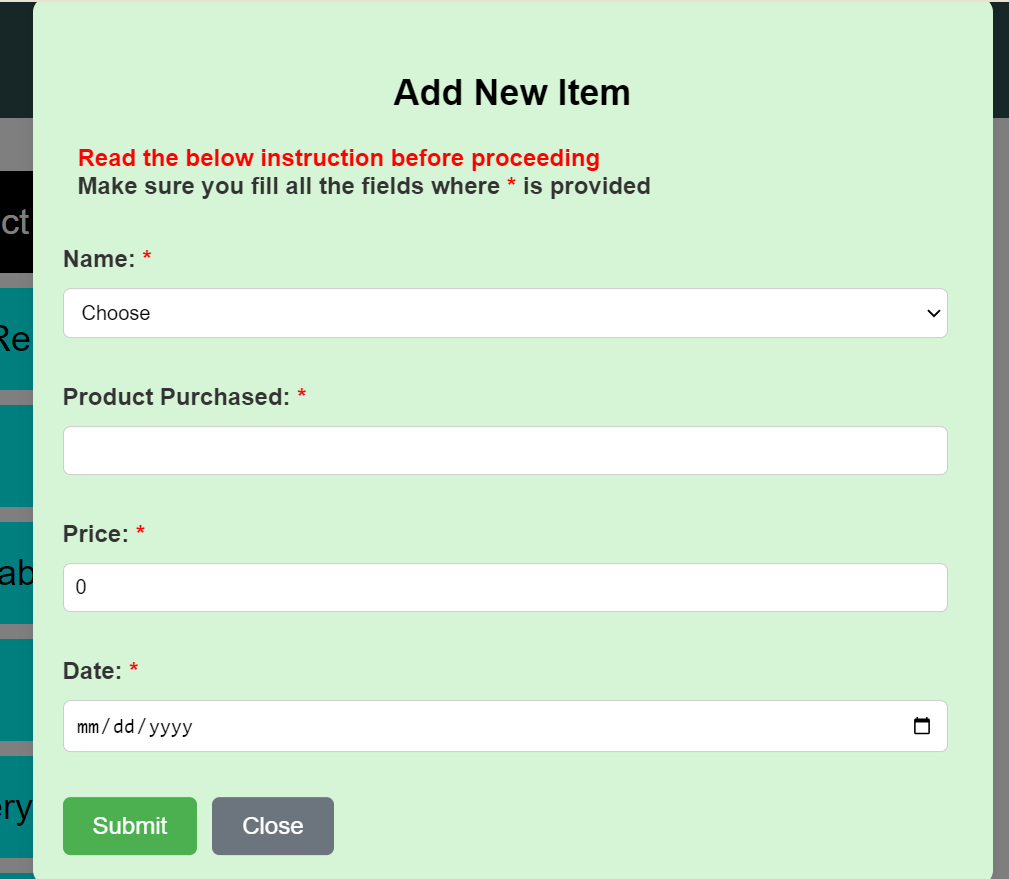 Add New Item
Read the below instruction before proceeding
Make sure you fill all the fields where * is provided
ct
Name: *
Choose
Re
Product Purchased: *
Price: *
ab
0
Date: *
mm/dd/yyyy
ery
Submit Close